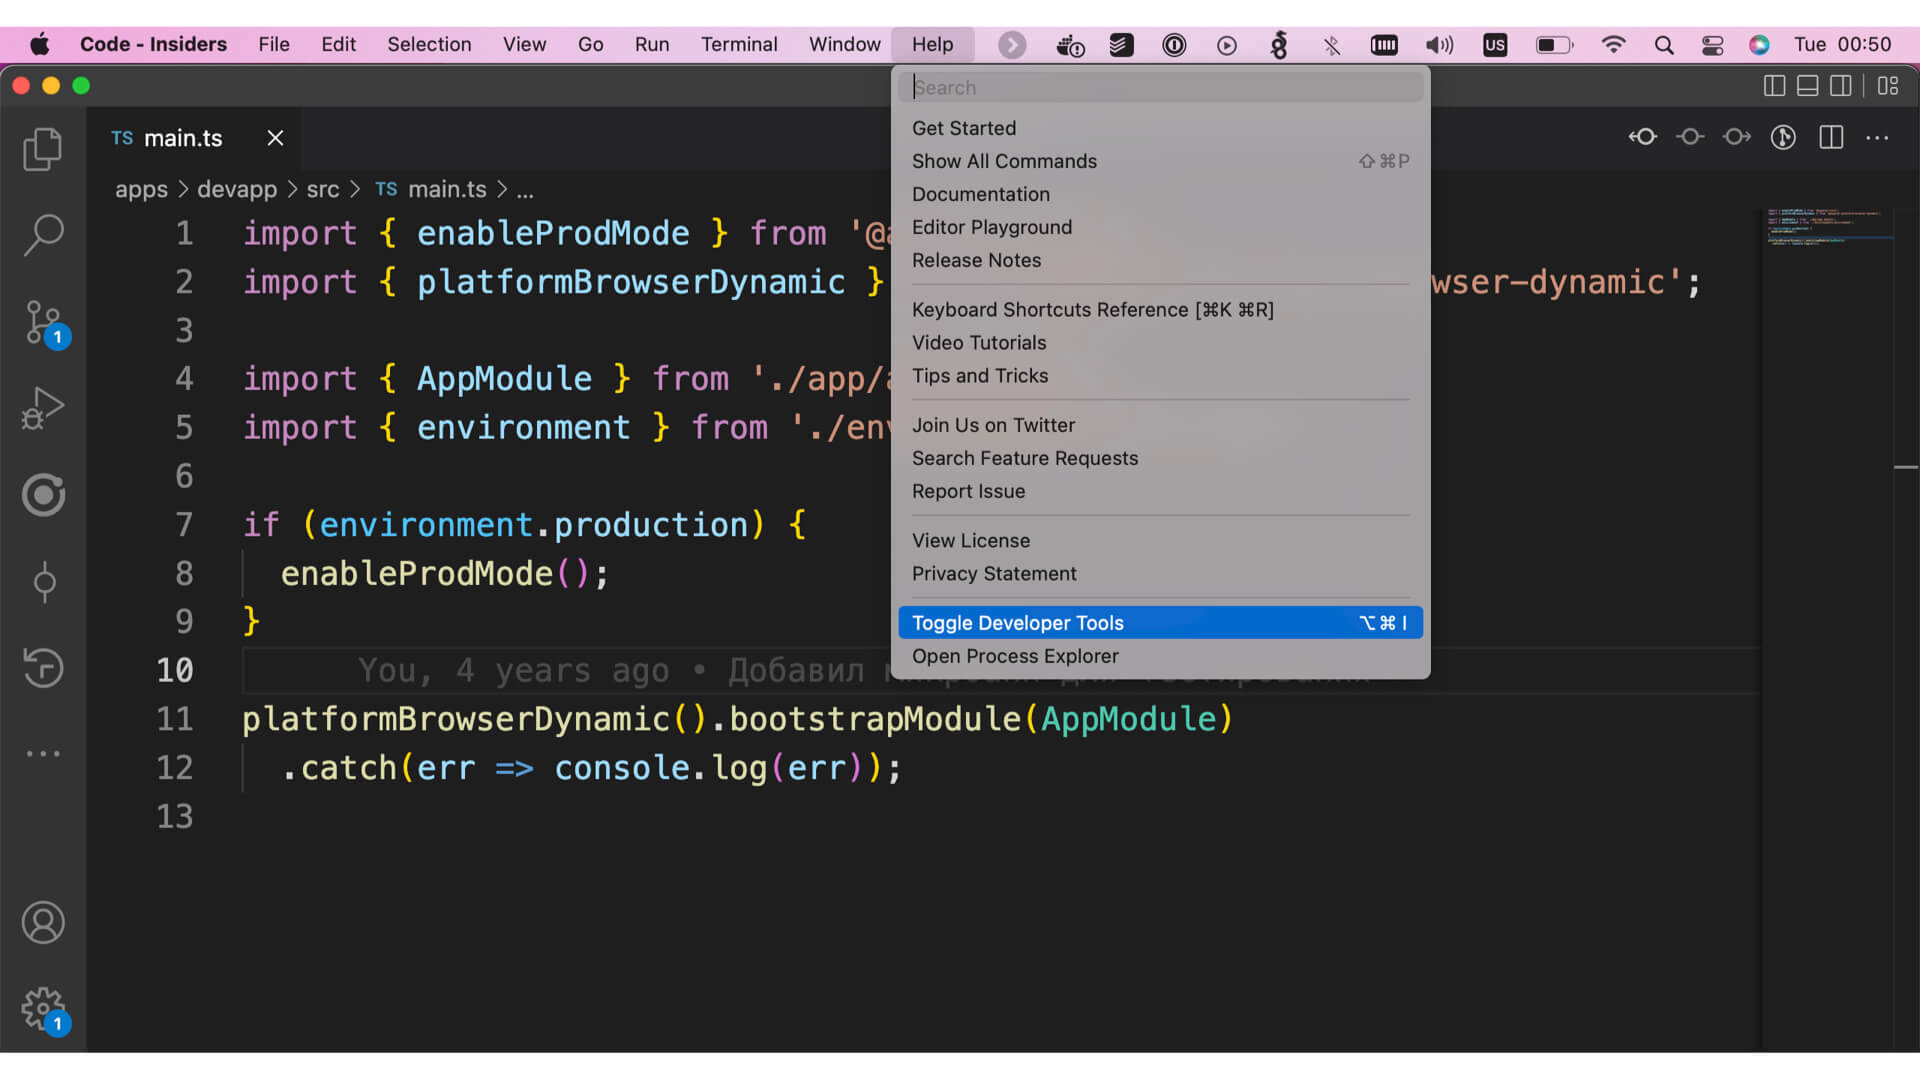 Code - Insiders File Edit Selection View Go Run Terminal Window Help US Tue 00:50
Search
Get Started
Show All Commands ⇧⌘P
Documentation
Editor Playground
Release Notes
Keyboard Shortcuts Reference [⌘K ⌘R]
Video Tutorials
Tips and Tricks
Join Us on Twitter
Search Feature Requests
Report Issue
View License
Privacy Statement
Toggle Developer Tools ⌥⌘I
Open Process Explorer
TS main.ts
apps > devapp > src > TS main.ts > ...
1 import { enableProdMode } from '@
2 import { platformBrowserDynamic } wser-dynamic';
3
4 import { AppModule } from './app/
5 import { environment } from './env
6
7 if (environment.production) {
8 enableProdMode();
9 }
10 You, 4 years ago • Добавил
11 platformBrowserDynamic().bootstrapModule(AppModule)
12 .catch(err => console.log(err));
13
1
1